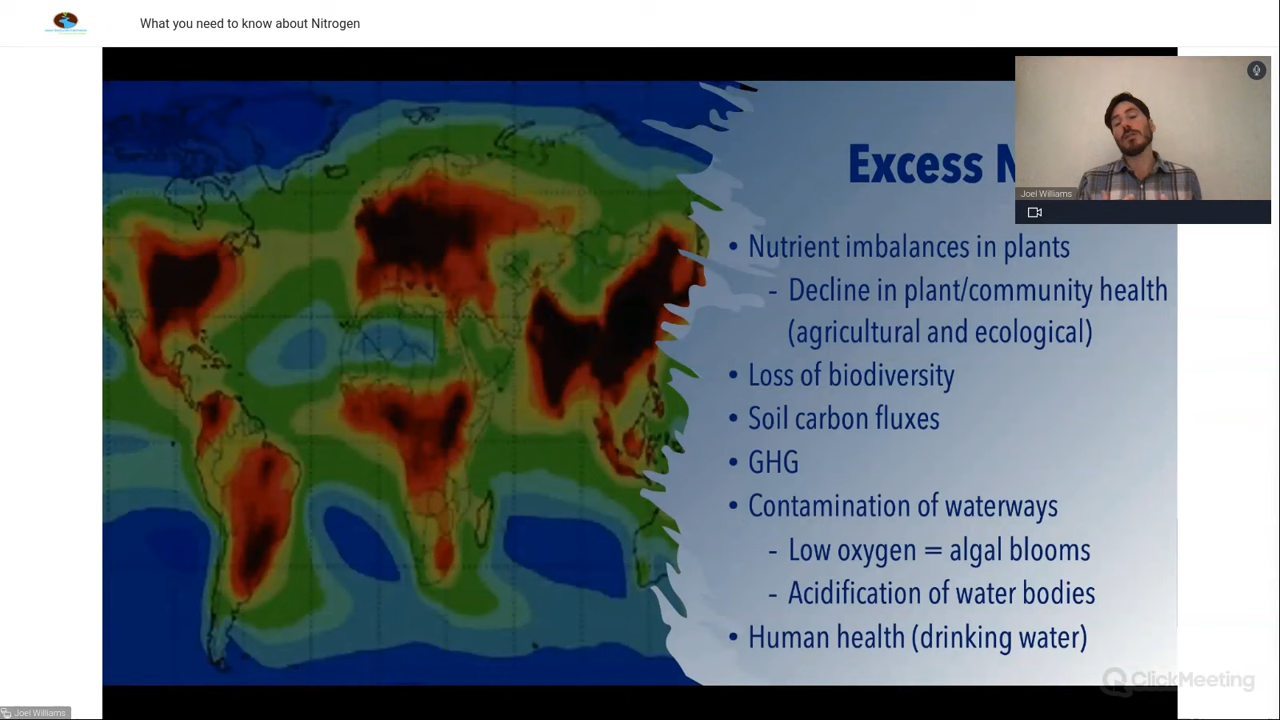 What you need to know about Nitrogen
Excess N
Joel Williams
• Nutrient imbalances in plants
- Decline in plant/community health
(agricultural and ecological)
• Loss of biodiversity
• Soil carbon fluxes
• GHG
• Contamination of waterways
- Low oxygen = algal blooms
- Acidification of water bodies
• Human health (drinking water)
ClickMeeting
Joel Williams